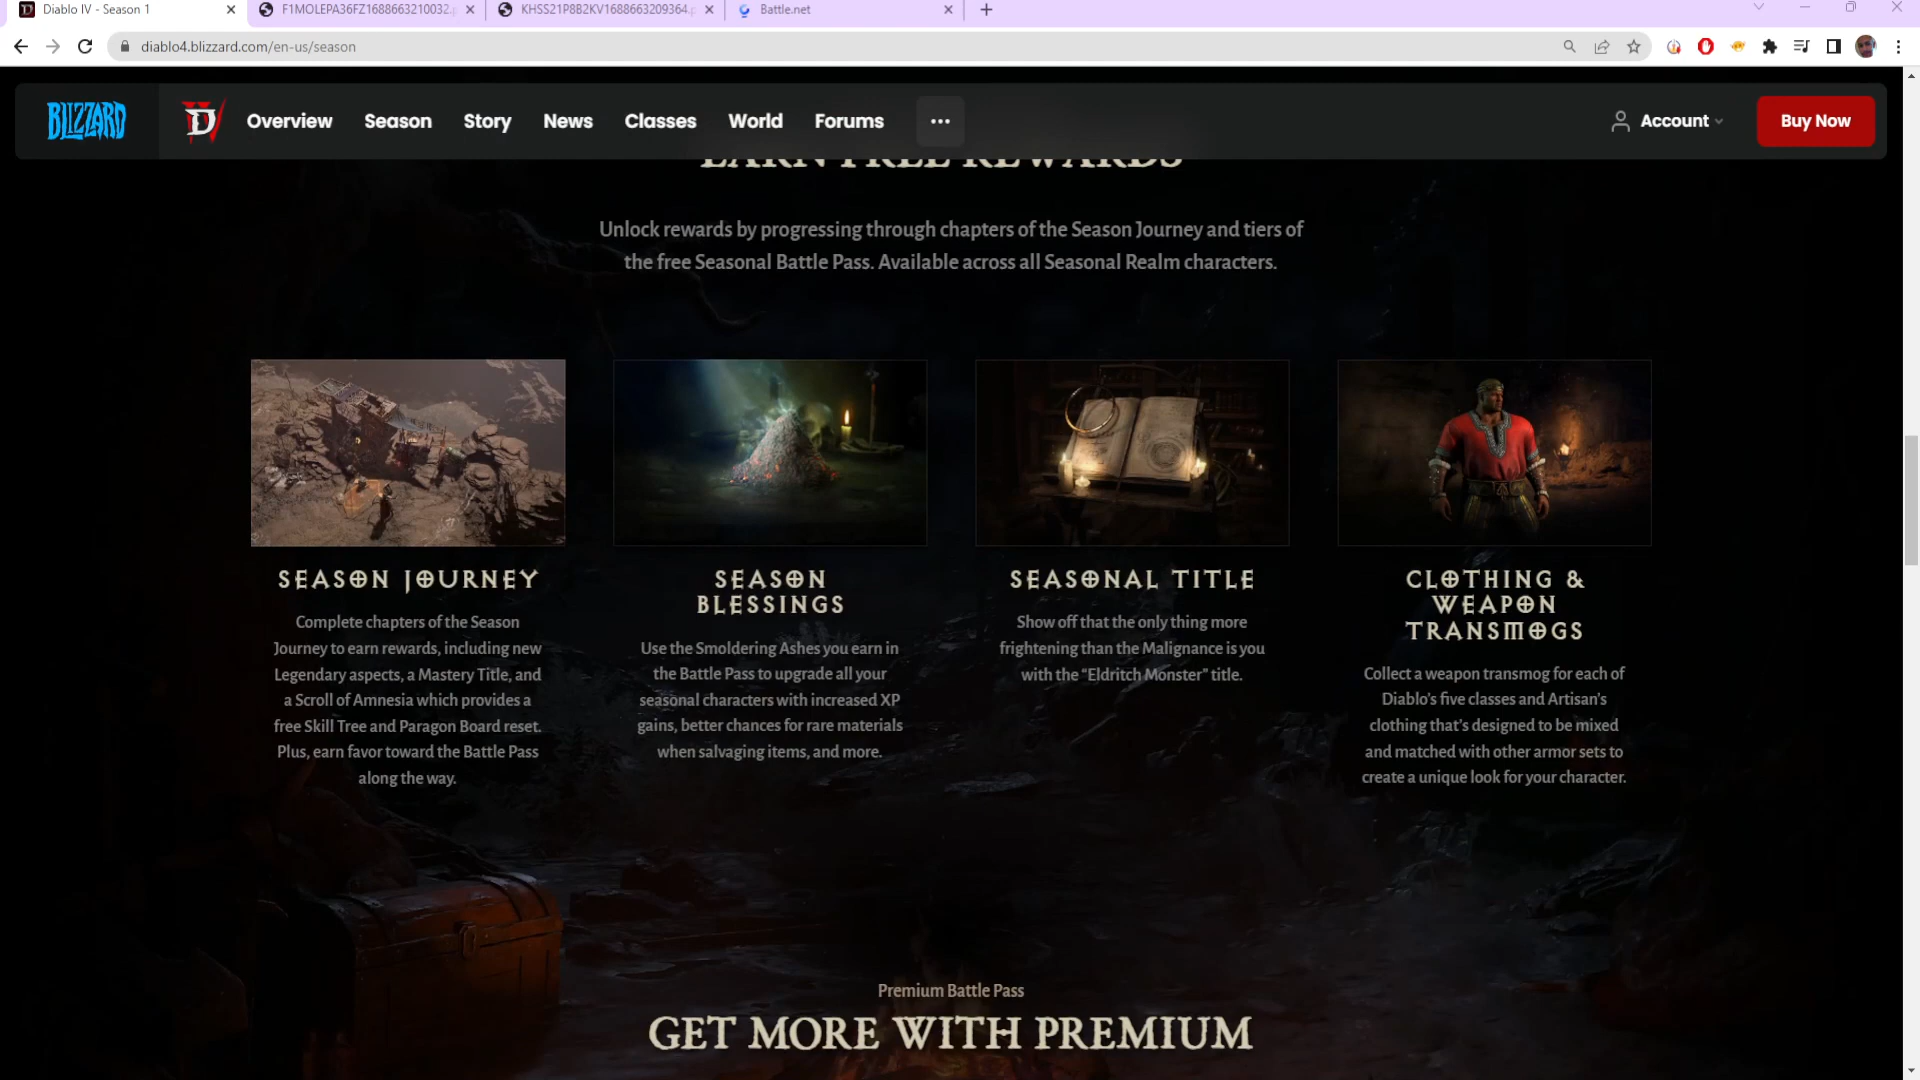 Diablo IV - Season 1
F1MOLEPA36FZ1688663210032.
KHSS21P8B2KV1688663209364.
Battle.net
diablo4.blizzard.com/en-us/season
BLIZZARD
Overview
Season
Story
News
Classes
World
Forums
Account
Buy Now
EARN FREE REWARDS
Unlock rewards by progressing through chapters of the Season Journey and tiers of
the free Seasonal Battle Pass. Available across all Seasonal Realm characters.
SEASON JOURNEY
Complete chapters of the Season
Journey to earn rewards, including new
Legendary aspects, a Mastery Title, and
a Scroll of Amnesia which provides a
free Skill Tree and Paragon Board reset.
Plus, earn favor toward the Battle Pass
along the way.
SEASON
BLESSINGS
Use the Smoldering Ashes you earn in
the Battle Pass to upgrade all your
seasonal characters with increased XP
gains, better chances for rare materials
when salvaging items, and more.
SEASONAL TITLE
Show off that the only thing more
frightening than the Malignance is you
with the “Eldritch Monster” title.
CLOTHING &
WEAPON
TRANSMOGS
Collect a weapon transmog for each of
Diablo's five classes and Artisan's
clothing that's designed to be mixed
and matched with other armor sets to
create a unique look for your character.
Premium Battle Pass
GET MORE WITH PREMIUM